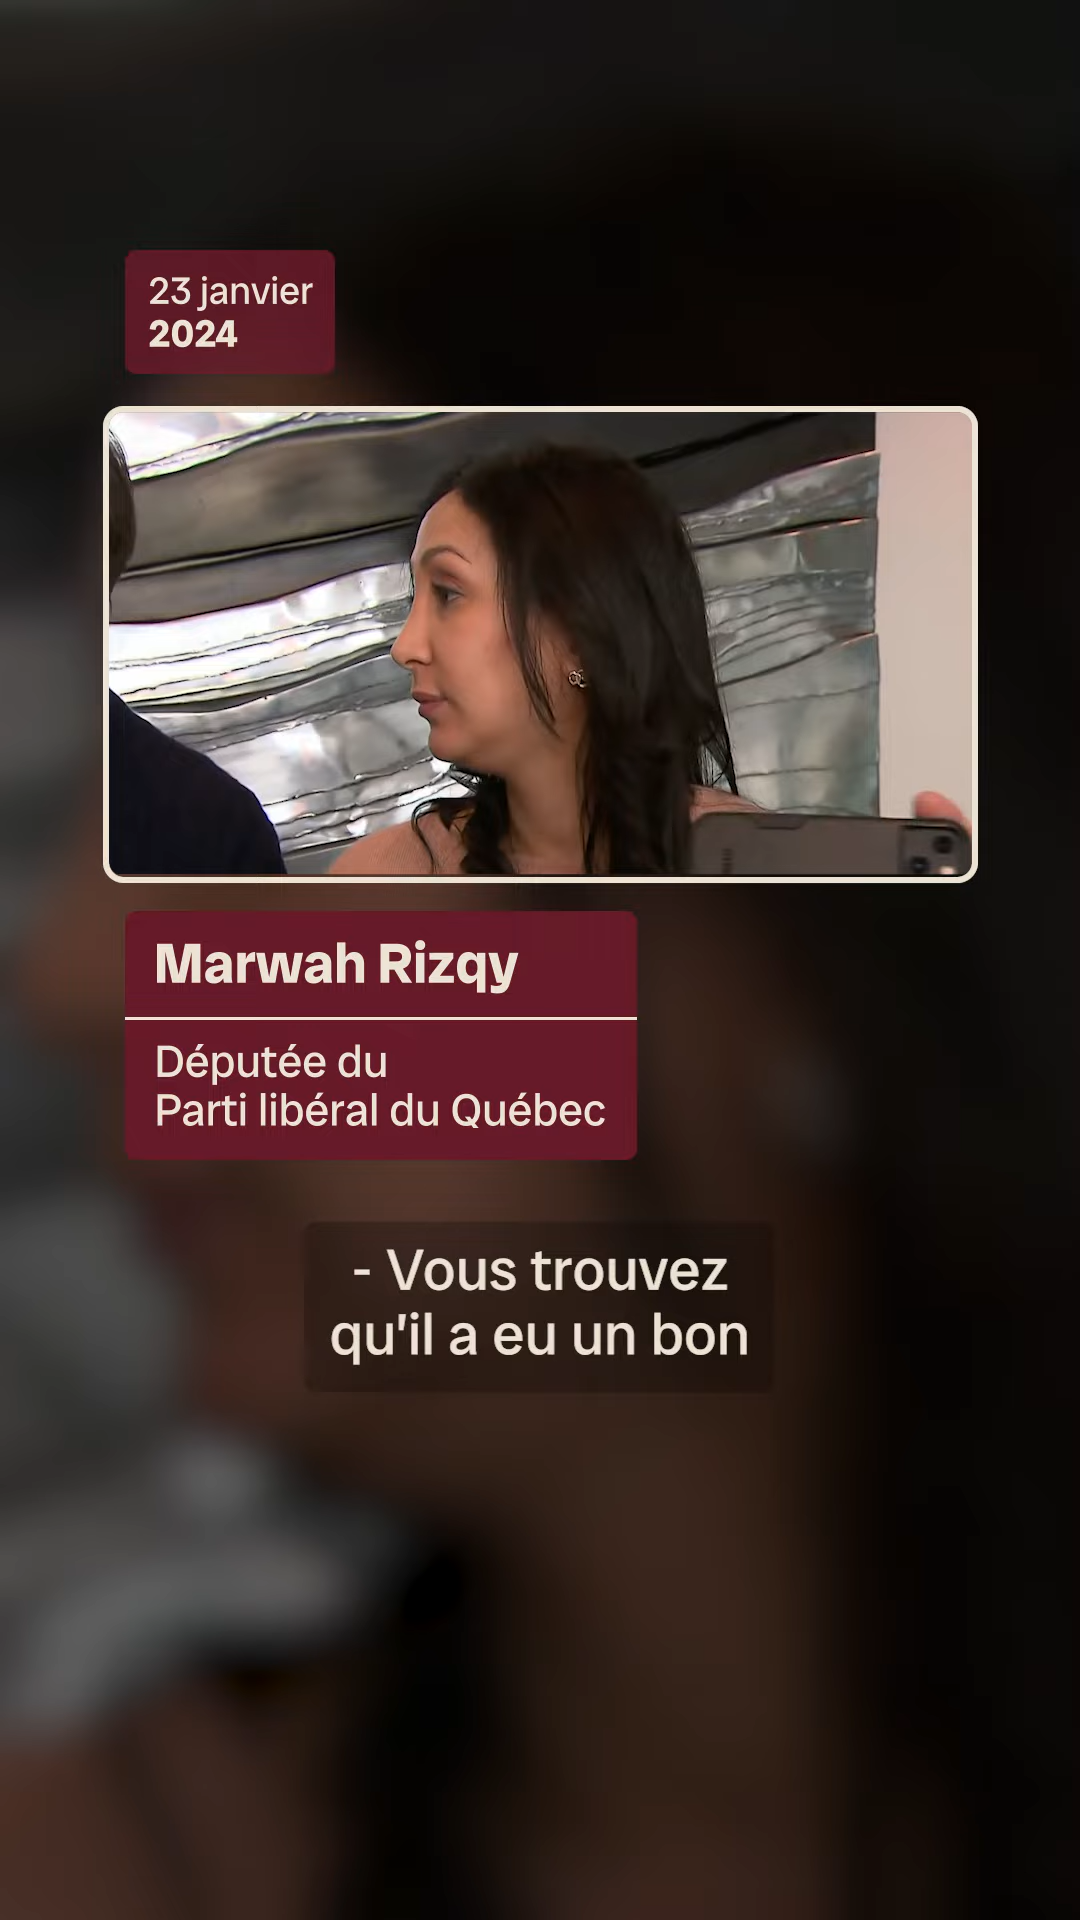 23 janvier
2024
Marwah Rizqy
Députée du
Parti libéral du Québec
- Vous trouvez
qu'il a eu un bon